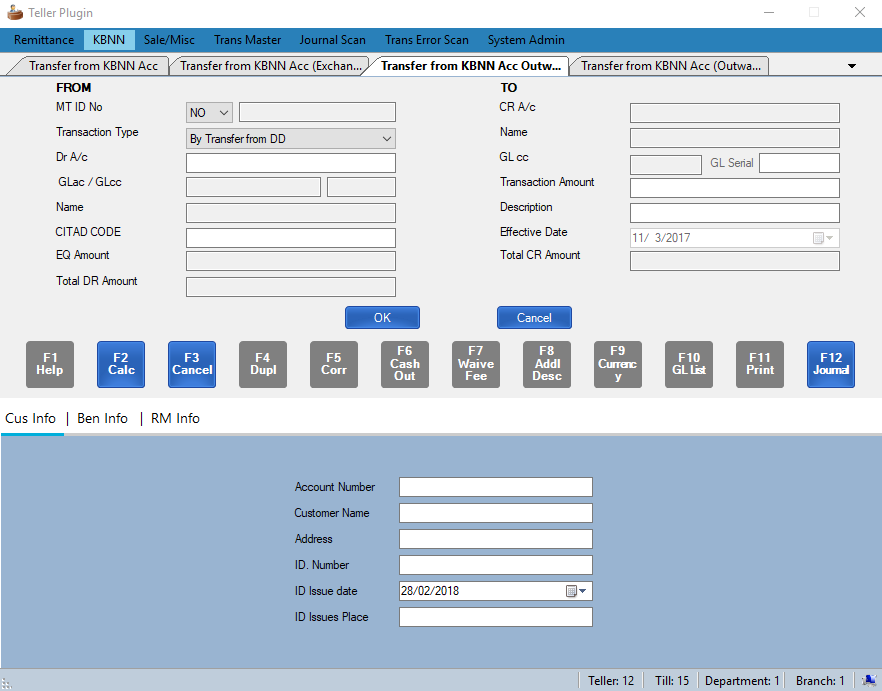 Teller Plugin
Remittance KBNN Sale/Misc Trans Master Journal Scan Trans Error Scan System Admin
Transfer from KBNN Acc Transfer from KBNN Acc (Exchan... Transfer from KBNN Acc Outw... Transfer from KBNN Acc (Outwa...
FROM TO
MT ID No NO CR A/c
Transaction Type By Transfer from DD Name
Dr A/c GL cc GL Serial
GLac / GLcc Transaction Amount
Name Description
CITAD CODE Effective Date 11/ 3/2017
EQ Amount Total CR Amount
Total DR Amount
OK Cancel
F1 Help F2 Calc F3 Cancel F4 Dupl F5 Corr F6 Cash Out F7 Waive Fee F8 Addl Desc F9 Currency F10 GL List F11 Print F12 Journal
Cus Info | Ben Info | RM Info
Account Number
Customer Name
Address
ID. Number
ID Issue date 28/02/2018
ID Issues Place
Teller: 12 Till: 15 Department: 1 Branch: 1